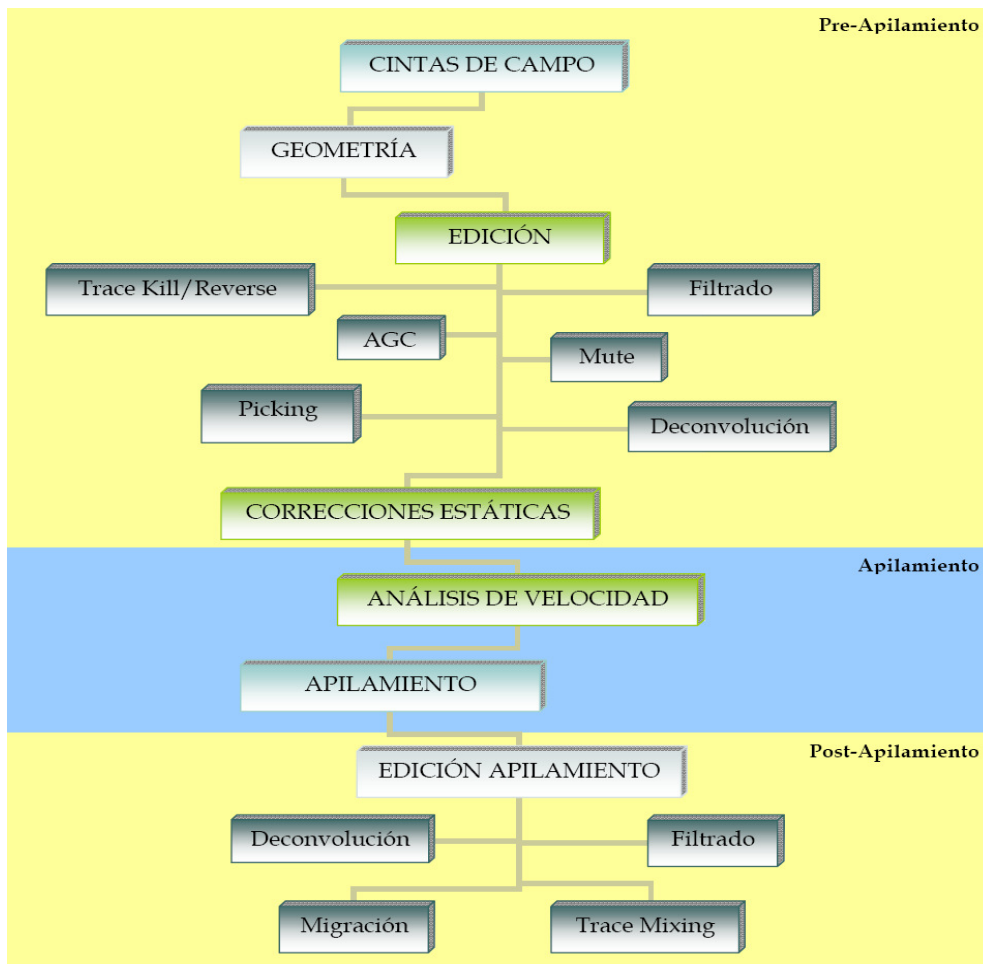 Pre-Apilamiento
CINTAS DE CAMPO
GEOMETRÍA
EDICIÓN
Trace Kill/Reverse
Filtrado
AGC
Mute
Picking
Deconvolución
CORRECCIONES ESTÁTICAS
Apilamiento
ANÁLISIS DE VELOCIDAD
APILAMIENTO
Post-Apilamiento
EDICIÓN APILAMIENTO
Deconvolución
Filtrado
Migración
Trace Mixing